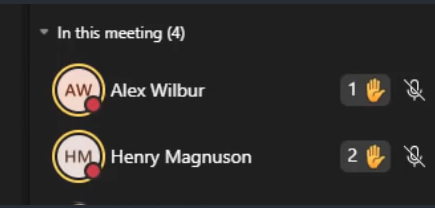 In this meeting (4)
AW Alex Wilbur 1
HM Henry Magnuson 2